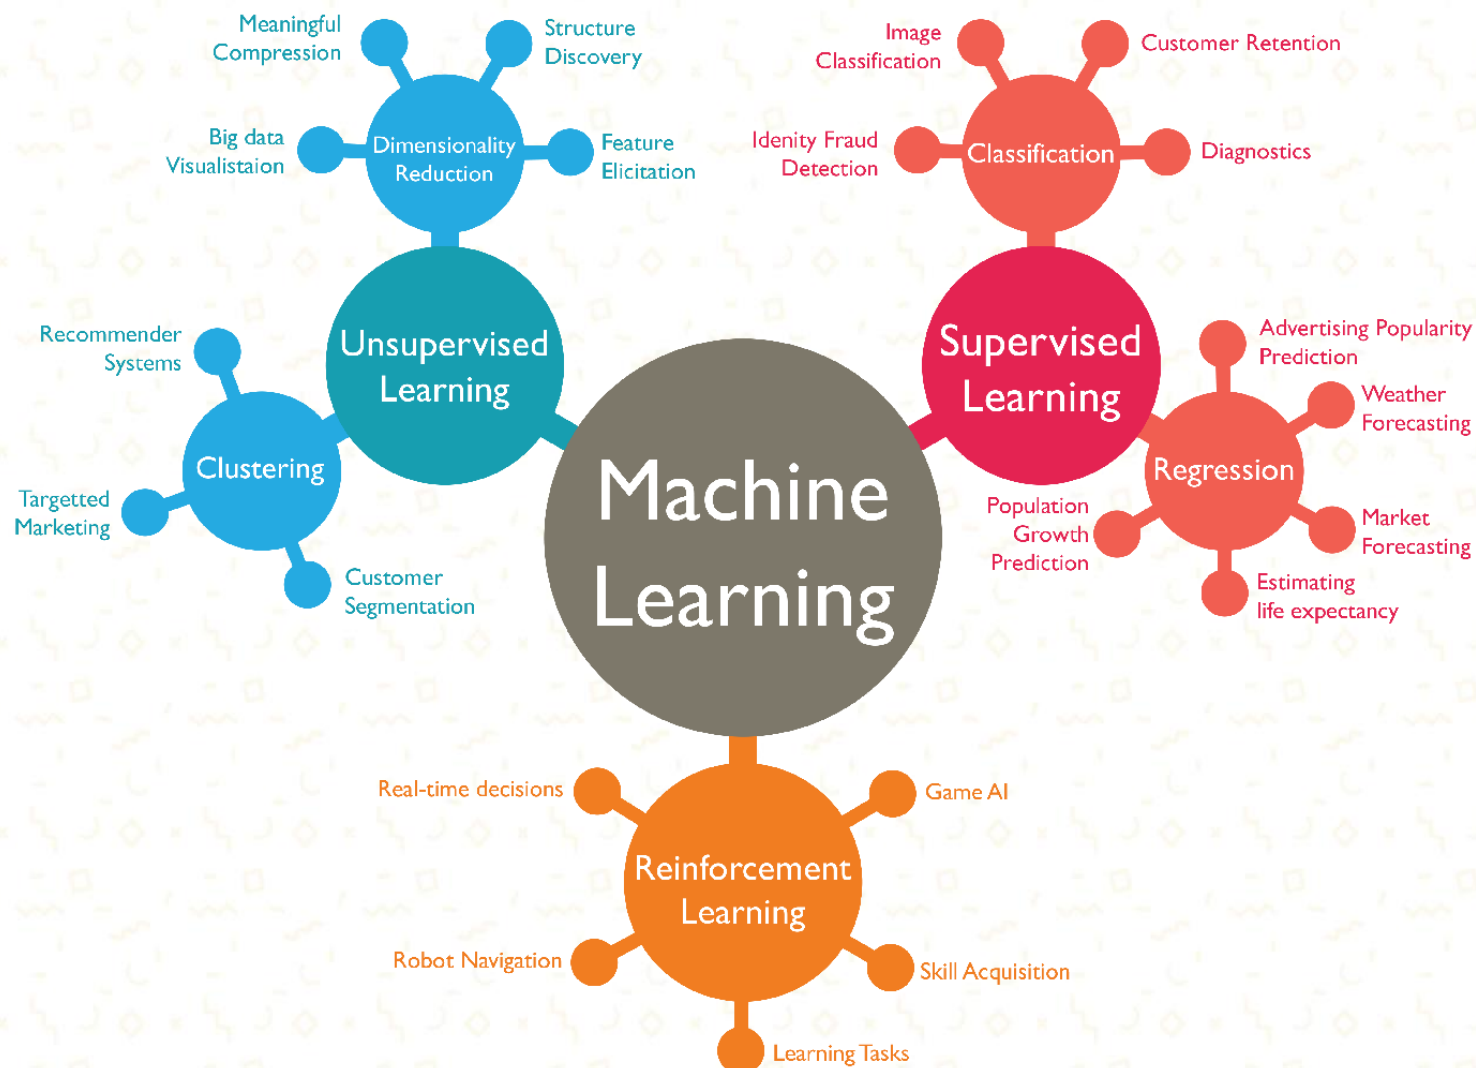 Meaningful
Compression
Structure
Discovery
Big data
Visualistaion
Dimensionality
Reduction
Feature
Elicitation
Image
Classification
Customer Retention
Idenity Fraud
Detection
Classification
Diagnostics
Unsupervised
Learning
Supervised
Learning
Recommender
Systems
Clustering
Targetted
Marketing
Customer
Segmentation
Machine
Learning
Advertising Popularity
Prediction
Weather
Forecasting
Regression
Population
Growth
Prediction
Market
Forecasting
Estimating
life expectancy
Real-time decisions
Game AI
Reinforcement
Learning
Robot Navigation
Skill Acquisition
Learning Tasks